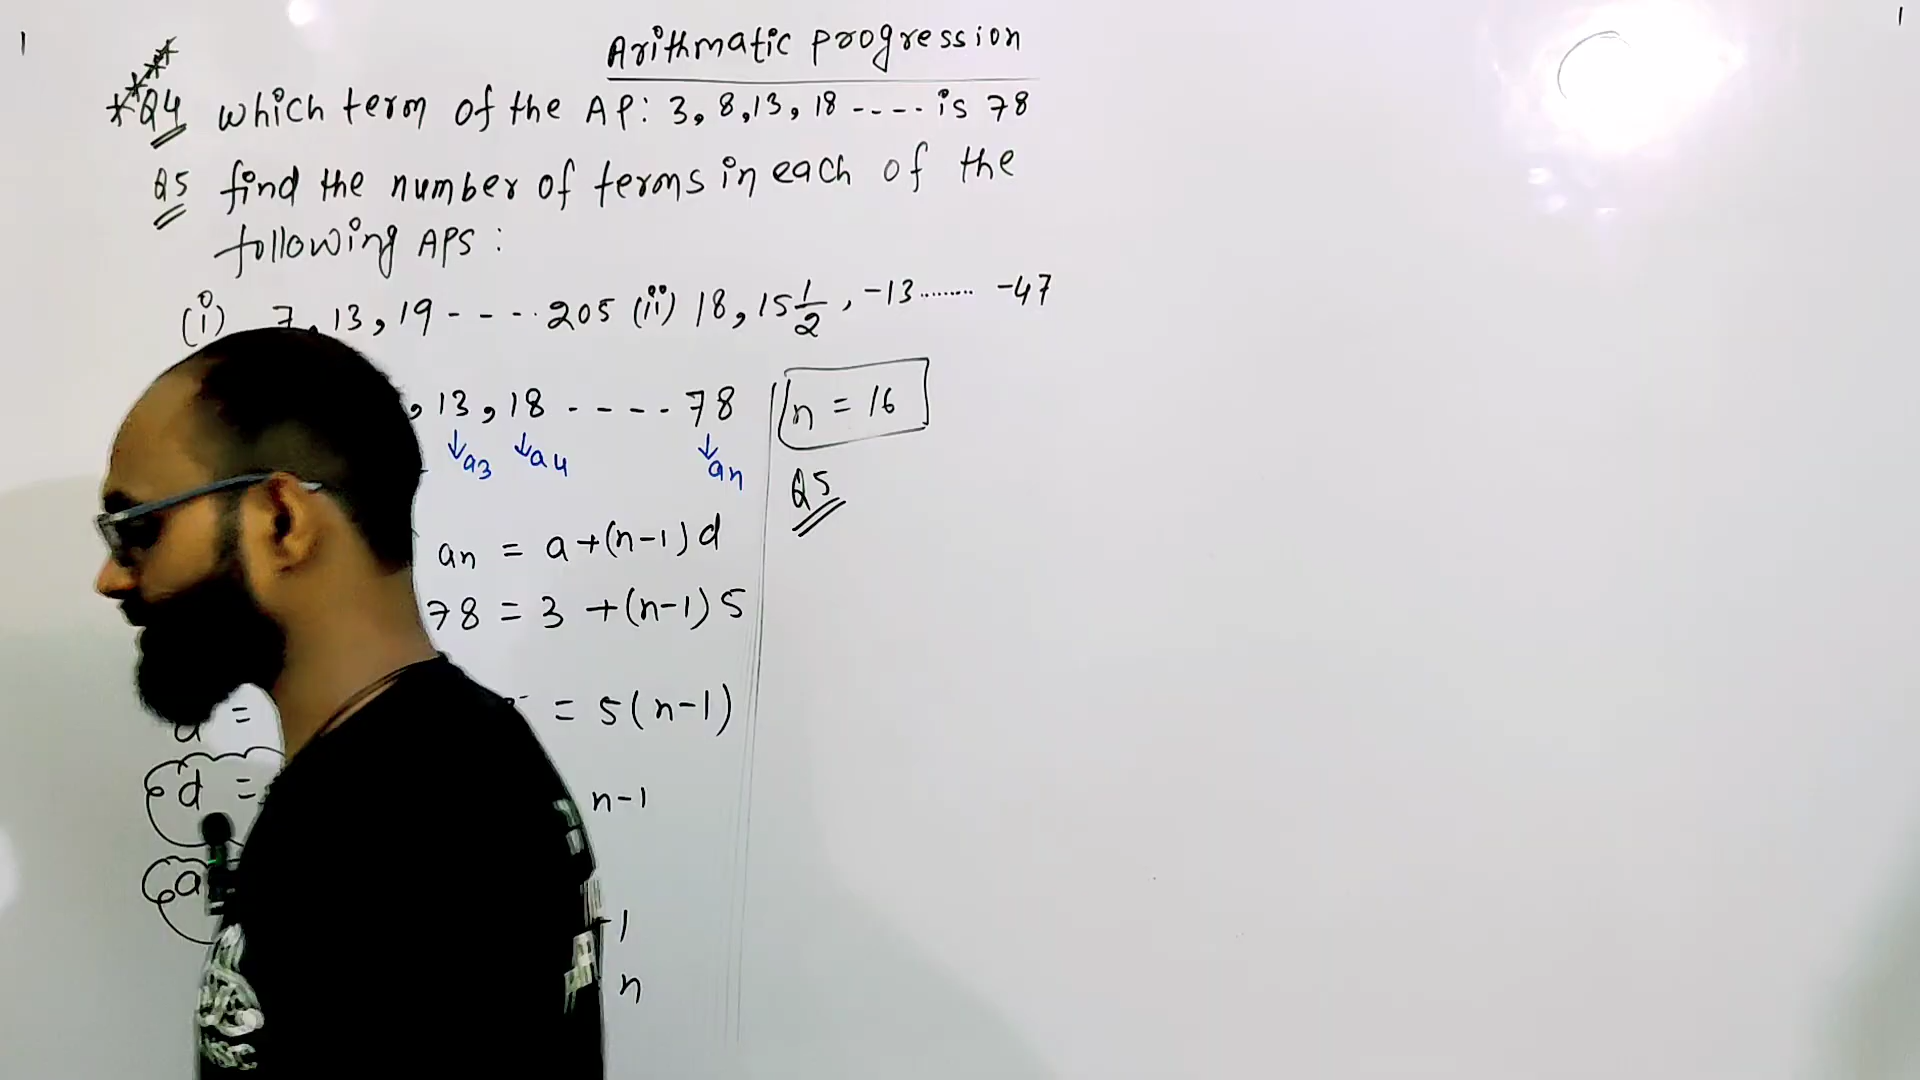 Arithmatic progression
Q4 which term of the AP: 3, 8, 13, 18 ---- is 78
Q5 find the number of terms in each of the
following APS :
(i) 7, 13, 19 ---- 205 (ii) 18, 15 1/2, -13 ........ -47
, 13, 18 ----- 78
a3 a4 an
an = a+(n-1)d
78 = 3 +(n-1) 5
= 5(n-1)
d =
n-1
a
-1
n
n = 16
Q5